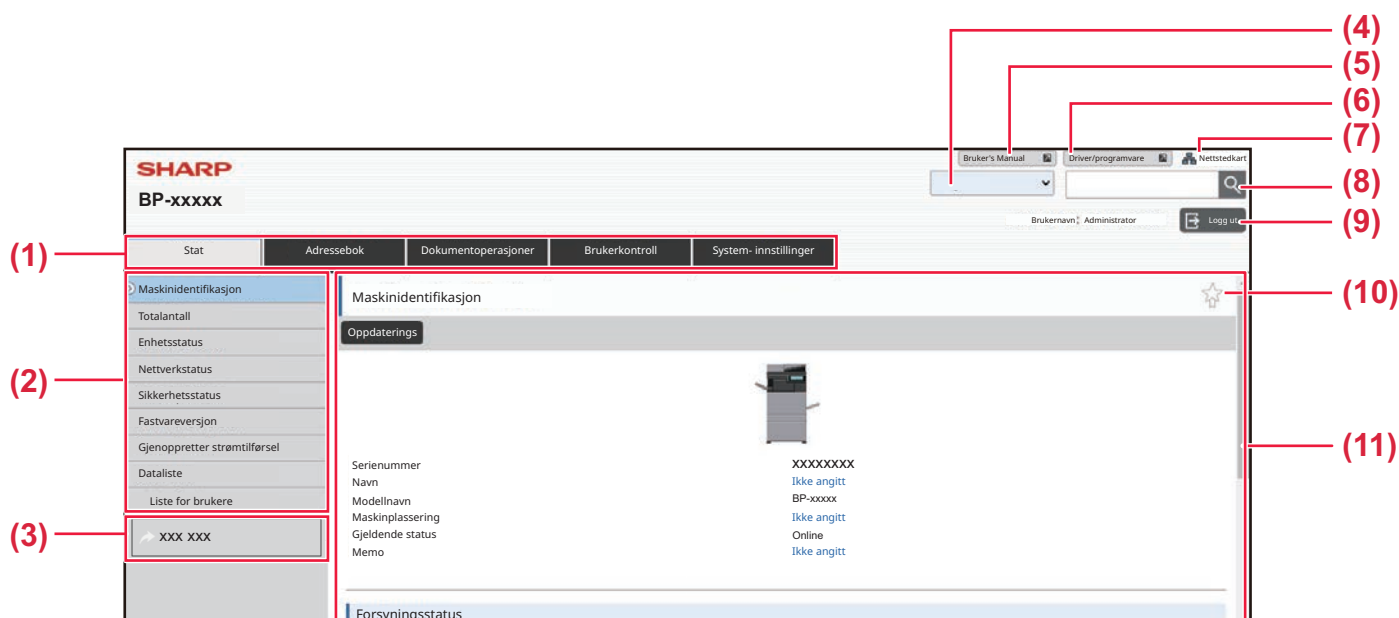 (4)
(5)
(6)
(7)
Bruker's Manual Driver/programvare Nettstedkart
SHARP
(8)
BP-xxxxx
Brukernavn: Administrator Logg ut
(9)
(1)
Stat Adressebok Dokumentoperasjoner Brukerkontroll System- innstillinger
(2)
Maskinidentifikasjon
Totalantall
Enhetsstatus
Nettverkstatus
Sikkerhetsstatus
Fastvareversjon
Gjenoppretter strømtilførsel
Dataliste
Liste for brukere
(3)
XXX XXX
Maskinidentifikasjon
(10)
Oppdaterings
(11)
Serienummer XXXXXXXX
Navn Ikke angitt
Modellnavn BP-xxxxx
Maskinplassering Ikke angitt
Gjeldende status Online
Memo Ikke angitt
Forsyningsstatus